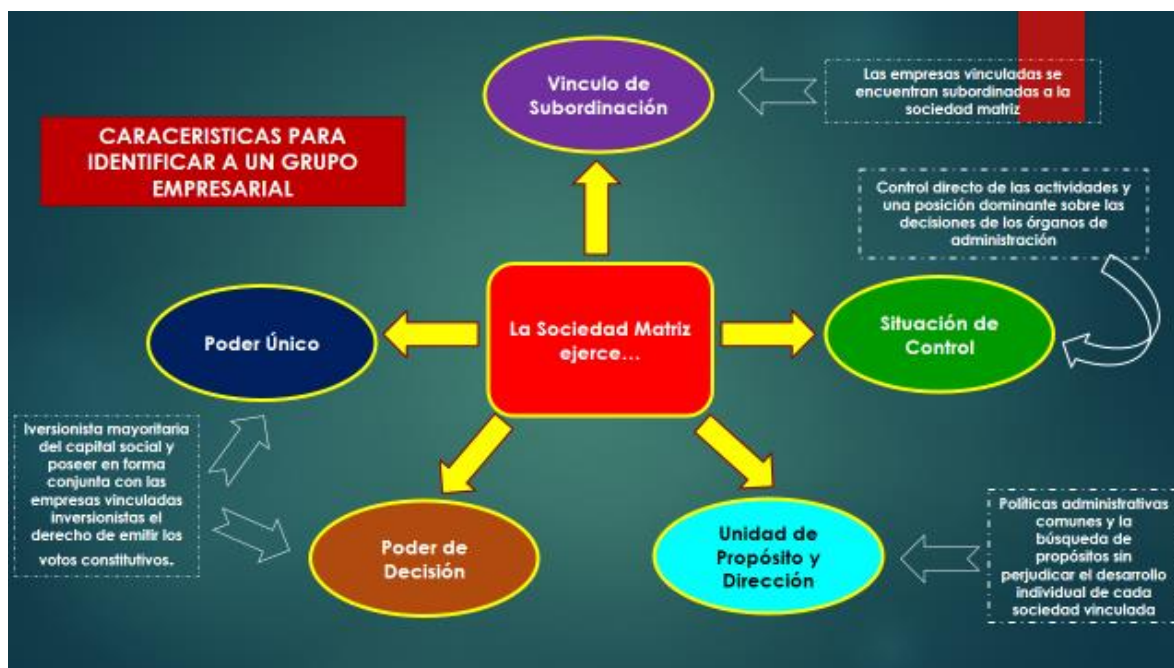 CARACERISTICAS PARA
IDENTIFICAR A UN GRUPO
EMPRESARIAL
Vinculo de
Subordinación
Las empresas vinculadas se
encuentran subordinadas a la
sociedad matriz
Control directo de las actividades y
una posición dominante sobre las
decisiones de los órganos de
administración
La Sociedad Matriz
ejerce…
Poder Único
Situación de
Control
Iversionista mayoritaria
del capital social y
poseer en forma
conjunta con las
empresas vinculadas
inversionistas el
derecho de emitir los
votos constitutivos.
Poder de
Decisión
Unidad de
Propósito y
Dirección
Políticas administrativas
comunes y la
búsqueda de
propósitos sin
perjudicar el desarrollo
individual de cada
sociedad vinculada